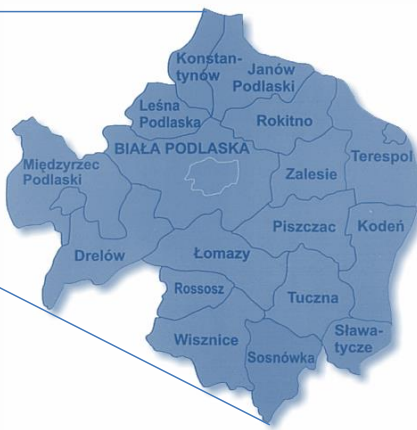 Konstan-
tynów
Janów
Podlaski
Leśna
Podlaska
Rokitno
BIAŁA PODLASKA
Terespol
Międzyrzec
Podlaski
Zalesie
Piszczac
Kodeń
Drelów
Łomazy
Rossosz
Tuczna
Wisznice
Sława-
tycze
Sosnówka